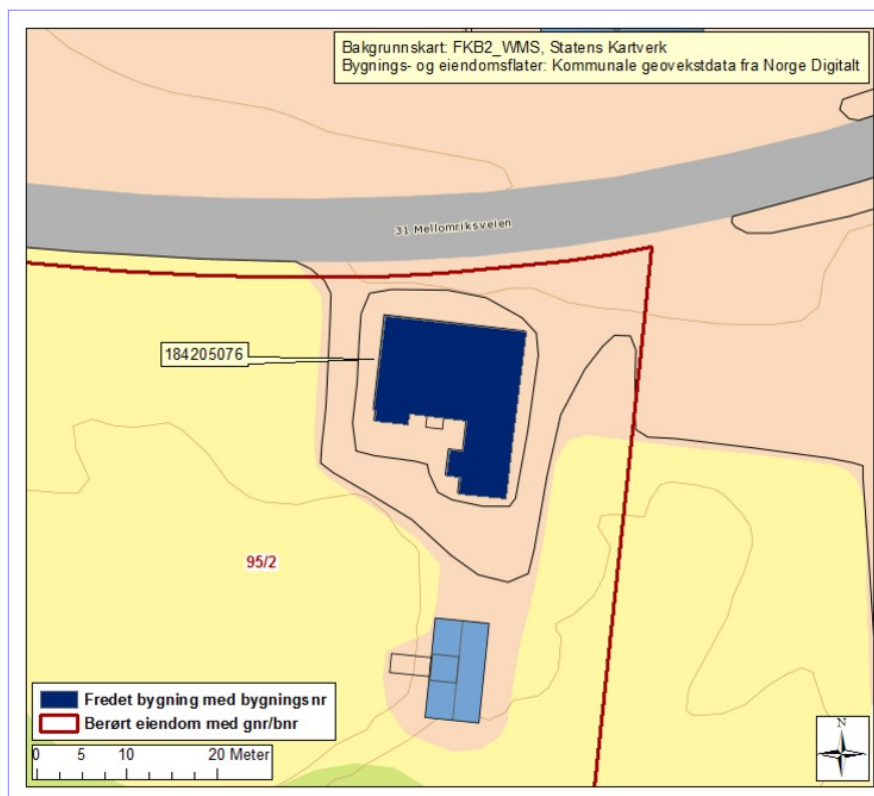 Bakgrunnskart: FKB2_WMS, Statens Kartverk
Bygnings- og eiendomsflater: Kommunale geovekstdata fra Norge Digitalt
31 Mellomriksveien
184205076
95/2
Fredet bygning med bygningsnr
Berørt eiendom med gnr/bnr
0 5 10 20 Meter
N